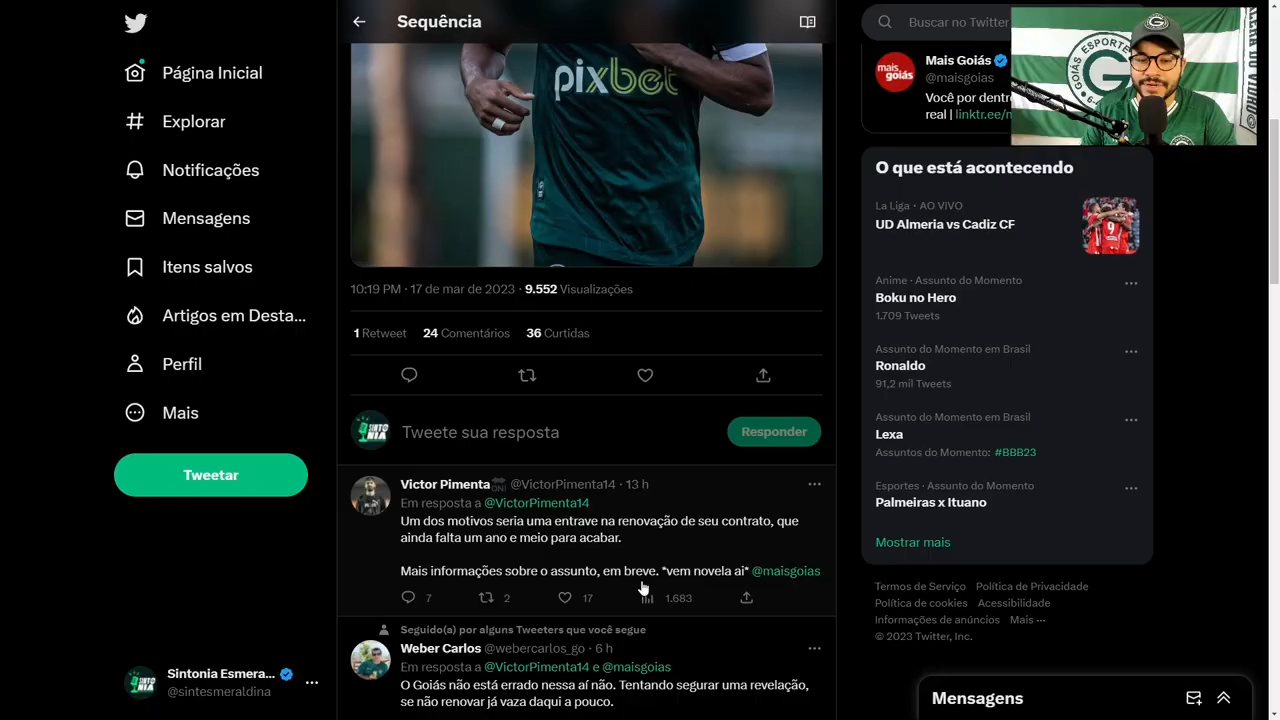 Página Inicial
Explorar
Notificações
Mensagens
Itens salvos
Artigos em Desta...
Perfil
Mais
Tweetar
Sintonia Esmera...
@sintesmeraldina
Sequência
pixbet
10:19 PM · 17 de mar de 2023 · 9.552 Visualizações
1 Retweet 24 Comentários 36 Curtidas
SINTO
NIA
Tweete sua resposta
Responder
Victor Pimenta @VictorPimenta14 · 13 h
Em resposta a @VictorPimenta14
Um dos motivos seria uma entrave na renovação de seu contrato, que
ainda falta um ano e meio para acabar.
Mais informações sobre o assunto, em breve. *vem novela ai* @maisgoias
7 2 17 1.683
Seguido(a) por alguns Tweeters que você segue
Weber Carlos @webercarlos_go · 6 h
Em resposta a @VictorPimenta14 e @maisgoias
O Goiás não está errado nessa aí não. Tentando segurar uma revelação,
se não renovar já vaza daqui a pouco.
Buscar no Twitter
mais
goiás
Mais Goiás
@maisgoias
Você por dentr
real | linktr.ee/m
GOIÁS ESPORTE
G
O que está acontecendo
La Liga · AO VIVO
UD Almeria vs Cadiz CF
Anime · Assunto do Momento
Boku no Hero
1.709 Tweets
Assunto do Momento em Brasil
Ronaldo
91,2 mil Tweets
Assunto do Momento em Brasil
Lexa
Assuntos do Momento: #BBB23
Esportes · Assunto do Momento
Palmeiras x Ituano
Mostrar mais
Termos de Serviço Política de Privacidade
Política de cookies Acessibilidade
Informações de anúncios Mais ···
© 2023 Twitter, Inc.
Mensagens